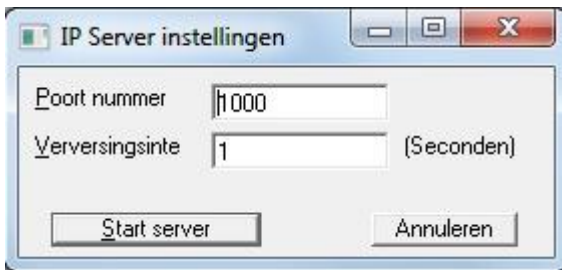 IP Server instellingen
Poort nummer 1000
Verversingsinte 1 (Seconden)
Start server Annuleren